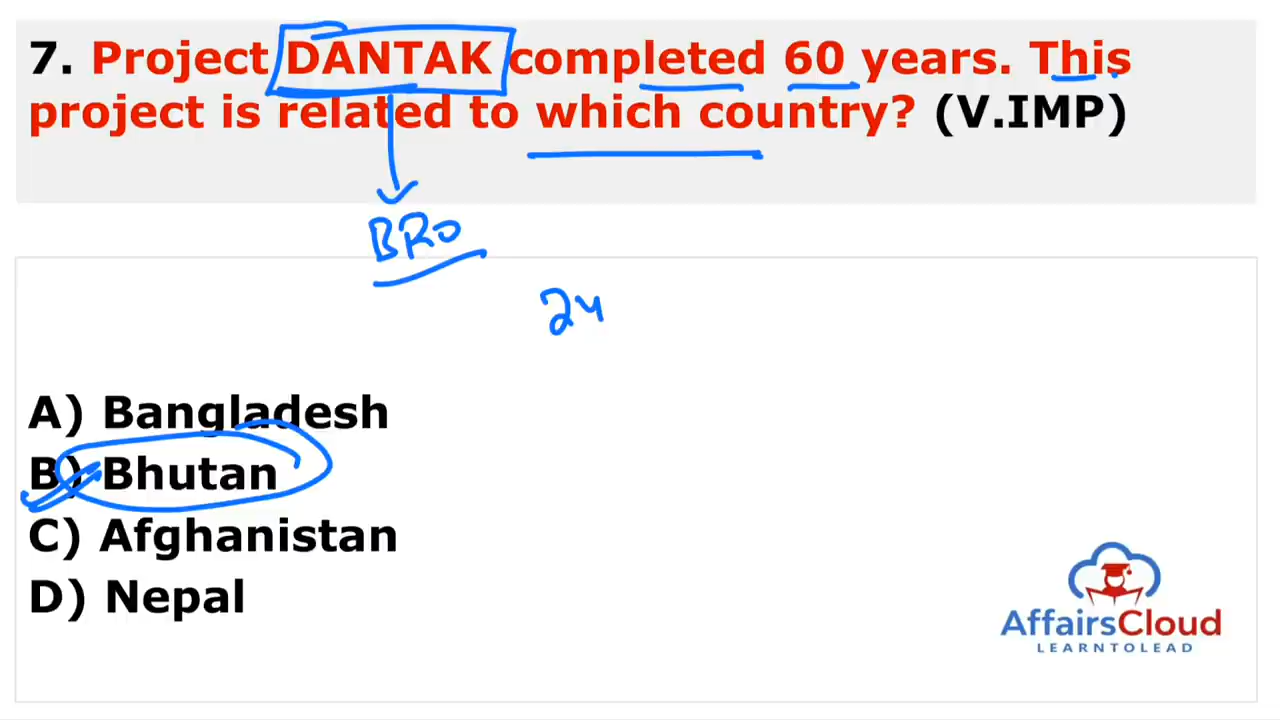 7. Project DANTAK completed 60 years. This
project is related to which country? (V.IMP)
BRO
24
A) Bangladesh
B) Bhutan
C) Afghanistan
D) Nepal
AffairsCloud
LEARNTOLEAD